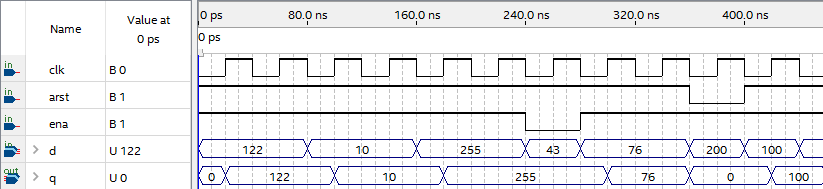 Name Value at 0 ps
0 ps 80.0 ns 160.0 ns 240.0 ns 320.0 ns 400.0 ns
0 ps
in clk B 0
in arst B 1
in ena B 1
in d U 122 122 10 255 43 76 200 100
out q U 0 0 122 10 255 76 0 100